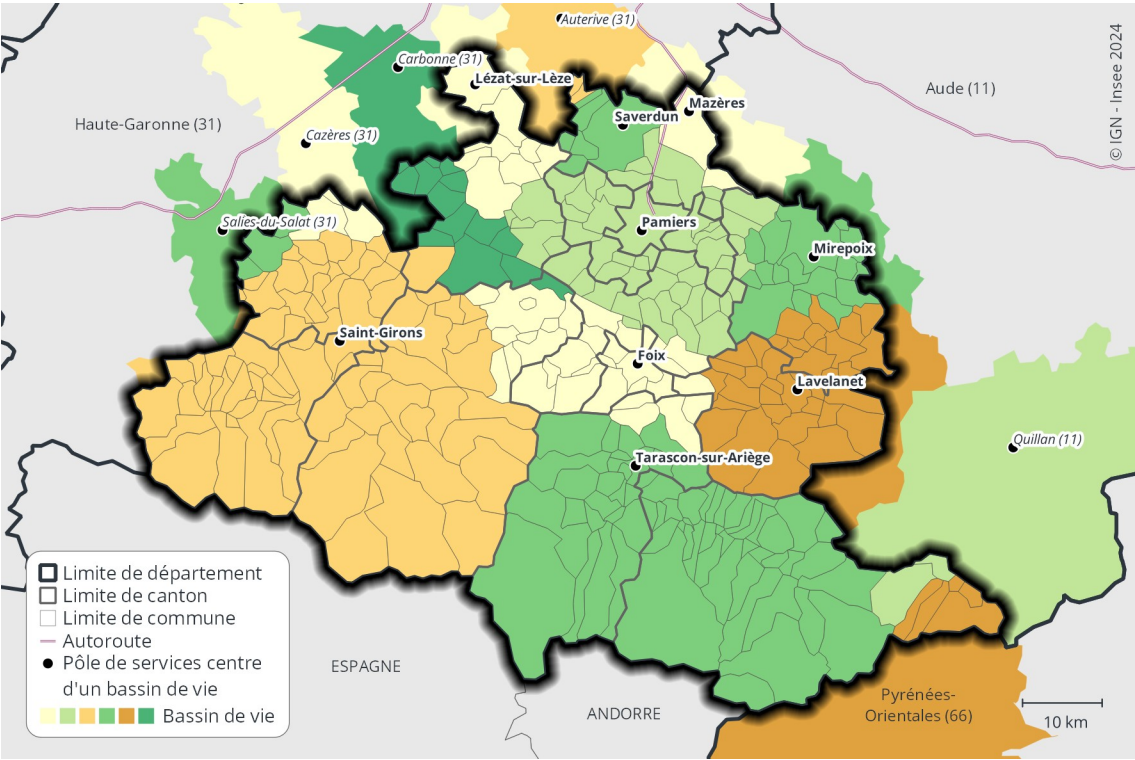 Auterive (31)
Carbonne (31)
Lézat-sur-Lèze
Aude (11)
© IGN - Insee 2024
Mazères
Saverdun
Haute-Garonne (31)
Cazères (31)
Salies-du-Salat (31)
Pamiers
Mirepoix
Saint-Girons
Foix
Lavelanet
Quillan (11)
Tarascon-sur-Ariège
Limite de département
Limite de canton
Limite de commune
Autoroute
Pôle de services centre
d'un bassin de vie
Bassin de vie
ESPAGNE
ANDORRE
Pyrénées-
Orientales (66)
10 km